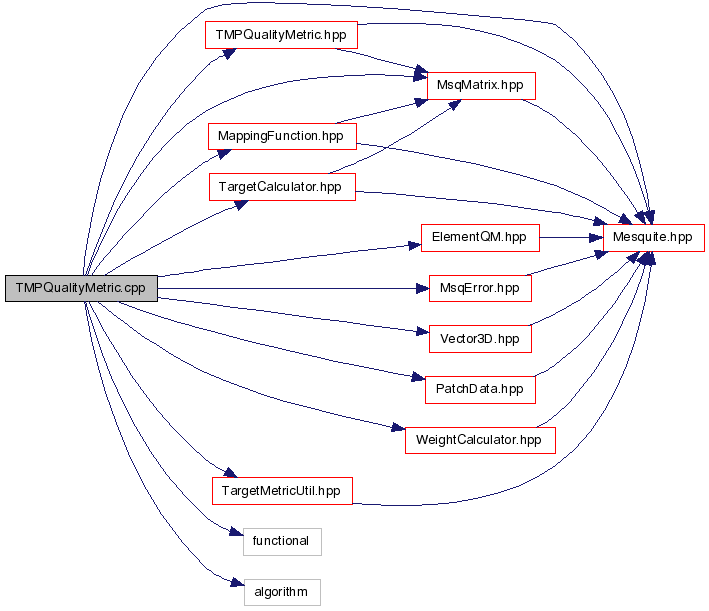 TMPQualityMetric.hpp
MsqMatrix.hpp
MappingFunction.hpp
TargetCalculator.hpp
ElementQM.hpp
Mesquite.hpp
TMPQualityMetric.cpp
MsqError.hpp
Vector3D.hpp
PatchData.hpp
WeightCalculator.hpp
TargetMetricUtil.hpp
functional
algorithm